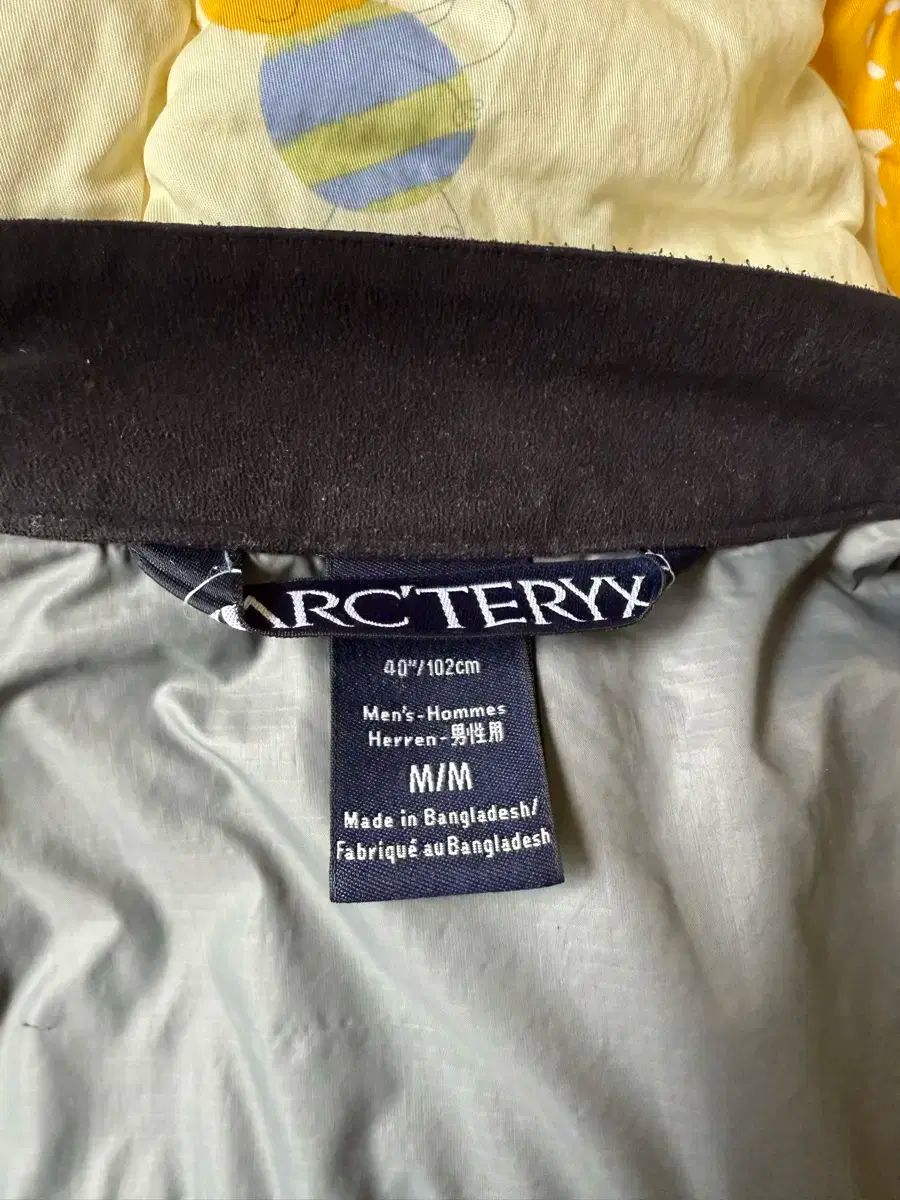 ARC'TERYX
40"/102cm
Men's-Hommes
Herren-男性用
M/M
Made in Bangladesh/
Fabriqué au Bangladesh